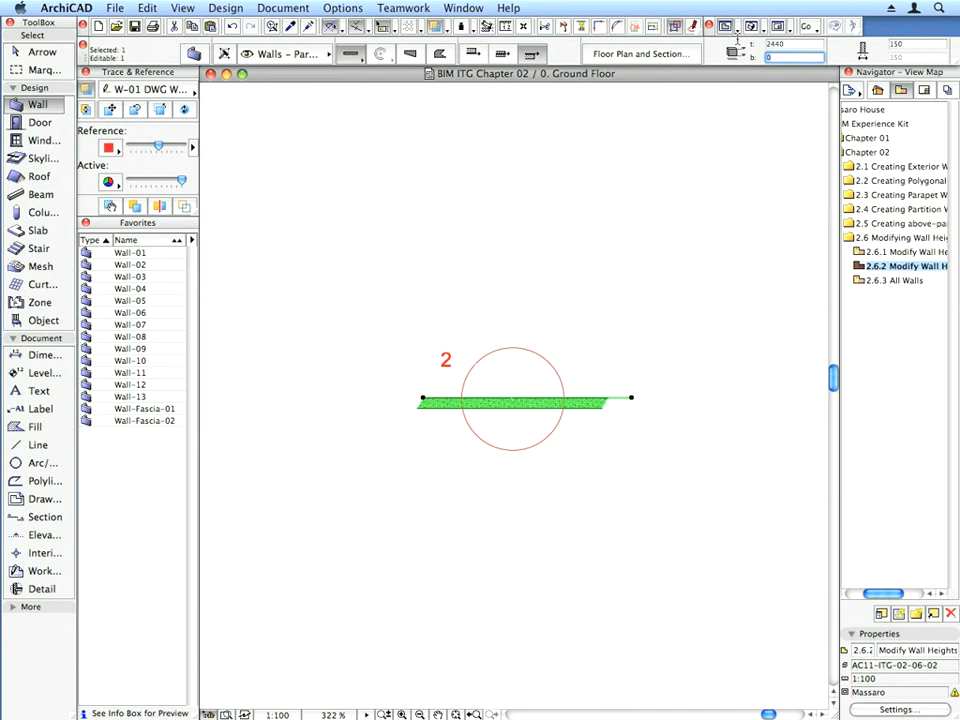 ArchiCAD File Edit View Design Document Options Teamwork Window Help
ToolBox
Select
Arrow
Marq...
Design
Wall
Door
Wind...
Skyli...
Roof
Beam
Colu...
Slab
Stair
Mesh
Curt...
Zone
Object
Document
Dime...
Level...
Text
Label
Fill
Line
Arc/...
Polyli...
Draw...
Section
Eleva...
Interi...
Work...
Detail
More
Go
Selected: 1
Editable: 1
Walls - Par...
Floor Plan and Section...
t: 2440
b: 0
150
150
Trace & Reference
W-01 DWG W...
Reference:
Active:
Favorites
Type Name
Wall-01
Wall-02
Wall-03
Wall-04
Wall-05
Wall-06
Wall-07
Wall-08
Wall-09
Wall-10
Wall-11
Wall-12
Wall-13
Wall-Fascia-01
Wall-Fascia-02
See Info Box for Preview
BIM ITG Chapter 02 / 0. Ground Floor
2
1:100
322 %
Navigator - View Map
saro House
M Experience Kit
Chapter 01
Chapter 02
2.1 Creating Exterior W
2.2 Creating Polygonal
2.3 Creating Parapet W
2.4 Creating Partition W
2.5 Creating above-pa
2.6 Modifying Wall Hei
2.6.1 Modify Wall He
2.6.2 Modify Wall H
2.6.3 All Walls
Properties
2.6.2 Modify Wall Heights
AC11-ITG-02-06-02
1:100
Massaro
Settings...